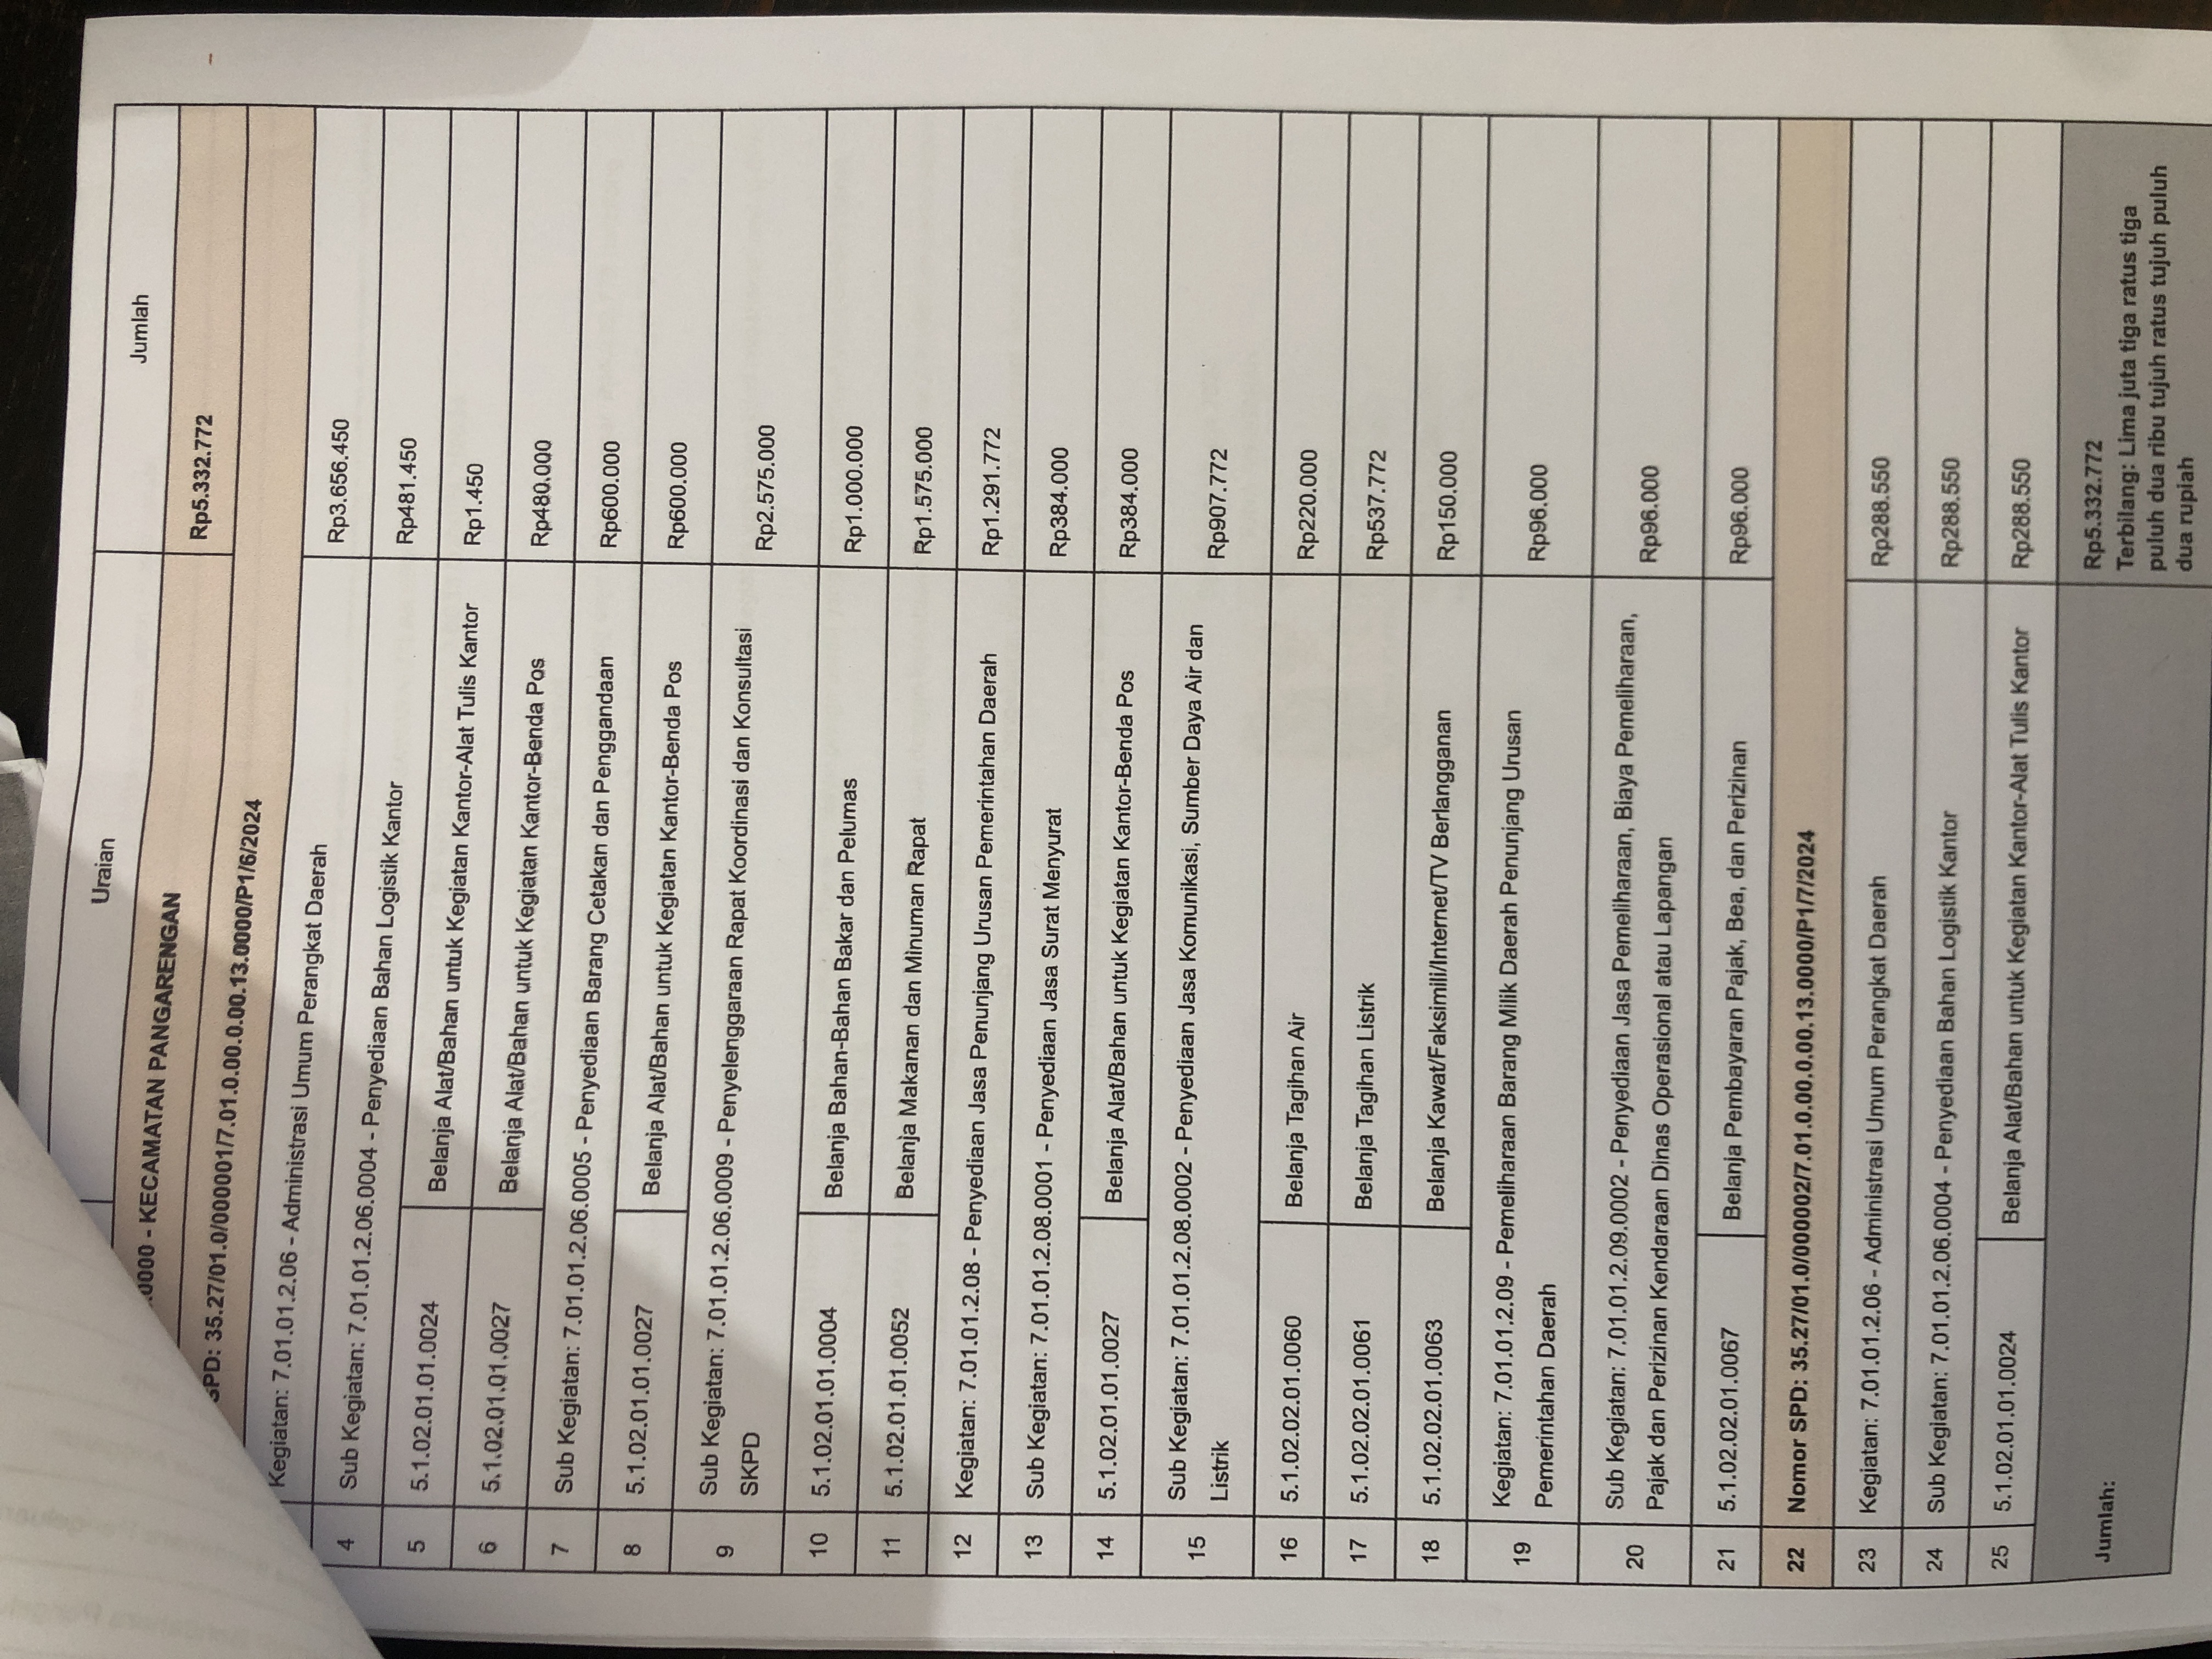 Uraian
Jumlah
.0000 - KECAMATAN PANGARENGAN
Rp5.332.772
SPD: 35.27/01.0/000001/7.01.0.00.0.00.13.0000/P1/6/2024
Kegiatan: 7.01.01.2.06 - Administrasi Umum Perangkat Daerah
Rp3.656.450
4
Sub Kegiatan: 7.01.01.2.06.0004 - Penyediaan Bahan Logistik Kantor
Rp481.450
5
5.1.02.01.01.0024
Belanja Alat/Bahan untuk Kegiatan Kantor-Alat Tulis Kantor
Rp1.450
6
5.1.02.01.01.0027
Belanja Alat/Bahan untuk Kegiatan Kantor-Benda Pos
Rp480.000
7
Sub Kegiatan: 7.01.01.2.06.0005 - Penyediaan Barang Cetakan dan Penggandaan
Rp600.000
8
5.1.02.01.01.0027
Belanja Alat/Bahan untuk Kegiatan Kantor-Benda Pos
Rp600.000
9
Sub Kegiatan: 7.01.01.2.06.0009 - Penyelenggaraan Rapat Koordinasi dan Konsultasi
SKPD
Rp2.575.000
10
5.1.02.01.01.0004
Belanja Bahan-Bahan Bakar dan Pelumas
Rp1.000.000
11
5.1.02.01.01.0052
Belanja Makanan dan Minuman Rapat
Rp1.575.000
12
Kegiatan: 7.01.01.2.08 - Penyediaan Jasa Penunjang Urusan Pemerintahan Daerah
Rp1.291.772
13
Sub Kegiatan: 7.01.01.2.08.0001 - Penyediaan Jasa Surat Menyurat
Rp384.000
14
5.1.02.01.01.0027
Belanja Alat/Bahan untuk Kegiatan Kantor-Benda Pos
Rp384.000
15
Sub Kegiatan: 7.01.01.2.08.0002 - Penyediaan Jasa Komunikasi, Sumber Daya Air dan
Listrik
Rp907.772
16
5.1.02.02.01.0060
Belanja Tagihan Air
Rp220.000
17
5.1.02.02.01.0061
Belanja Tagihan Listrik
Rp537.772
18
5.1.02.02.01.0063
Belanja Kawat/Faksimili/Internet/TV Berlangganan
Rp150.000
19
Kegiatan: 7.01.01.2.09 - Pemeliharaan Barang Milik Daerah Penunjang Urusan
Pemerintahan Daerah
Rp96.000
20
Sub Kegiatan: 7.01.01.2.09.0002 - Penyediaan Jasa Pemeliharaan, Biaya Pemeliharaan,
Pajak dan Perizinan Kendaraan Dinas Operasional atau Lapangan
Rp96.000
21
5.1.02.02.01.0067
Belanja Pembayaran Pajak, Bea, dan Perizinan
Rp96.000
22
Nomor SPD: 35.27/01.0/000002/7.01.0.00.0.00.13.0000/P1/7/2024
23
Kegiatan: 7.01.01.2.06 - Administrasi Umum Perangkat Daerah
Rp288.550
24
Sub Kegiatan: 7.01.01.2.06.0004 - Penyediaan Bahan Logistik Kantor
Rp288.550
25
5.1.02.01.01.0024
Belanja Alat/Bahan untuk Kegiatan Kantor-Alat Tulis Kantor
Rp288.550
Jumlah:
Rp5.332.772
Terbilang: Lima juta tiga ratus tiga
puluh dua ribu tujuh ratus tujuh puluh
dua rupiah